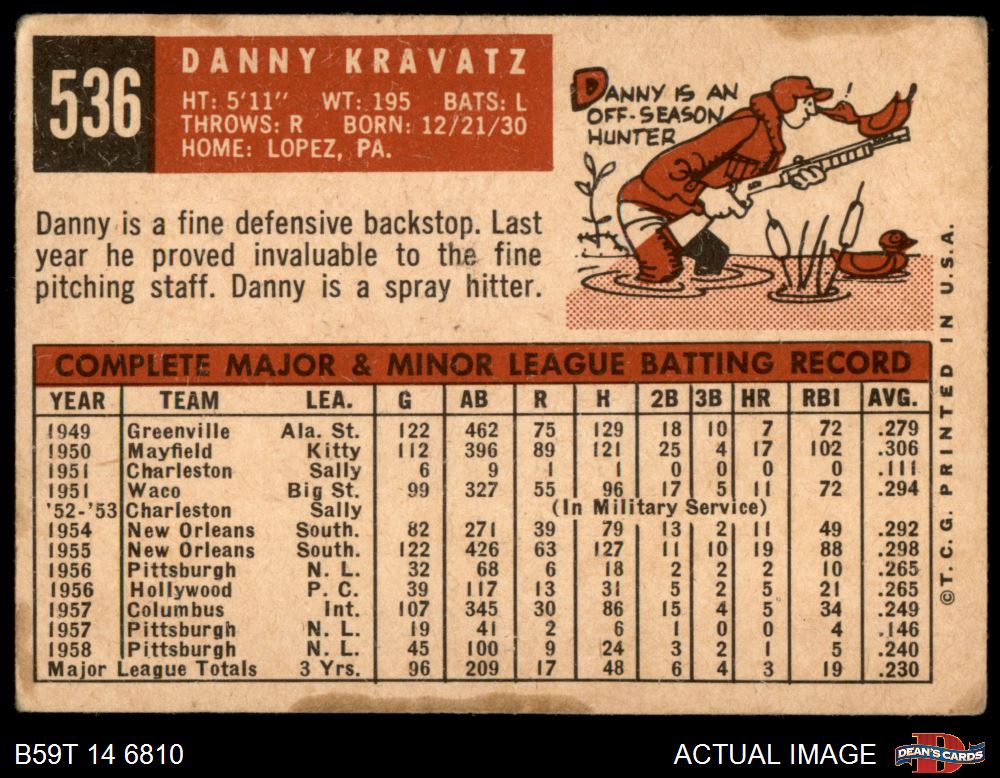 536
DANNY KRAVATZ
HT: 5'11" WT: 195 BATS: L
THROWS: R BORN: 12/21/30
HOME: LOPEZ, PA.
DANNY IS AN
OFF-SEASON
HUNTER
!
Danny is a fine defensive backstop. Last
year he proved invaluable to the fine
pitching staff. Danny is a spray hitter.
COMPLETE MAJOR & MINOR LEAGUE BATTING RECORD
YEAR TEAM LEA. G AB R H 2B 3B HR RBI AVG.
1949 Greenville Ala. St. 122 462 75 129 18 10 7 72 .279
1950 Mayfield Kitty 112 396 89 121 25 4 17 102 .306
1951 Charleston Sally 6 9 1 1 0 0 0 0 .111
1951 Waco Big St. 99 327 55 96 17 5 11 72 .294
'52-'53 Charleston Sally (In Military Service)
1954 New Orleans South. 82 271 39 79 13 2 11 49 .292
1955 New Orleans South. 122 426 63 127 11 10 19 88 .298
1956 Pittsburgh N. L. 32 68 6 18 2 2 2 10 .265
1956 Hollywood P. C. 39 117 13 31 5 2 5 21 .265
1957 Columbus Int. 107 345 30 86 15 4 5 34 .249
1957 Pittsburgh N. L. 19 41 2 6 1 0 0 4 .146
1958 Pittsburgh N. L. 45 100 9 24 3 2 1 5 .240
Major League Totals 3 Yrs. 96 209 17 48 6 4 3 19 .230
© T. C. G. PRINTED IN U.S.A.
B59T 14 6810
ACTUAL IMAGE
D
DEAN'S CARDS